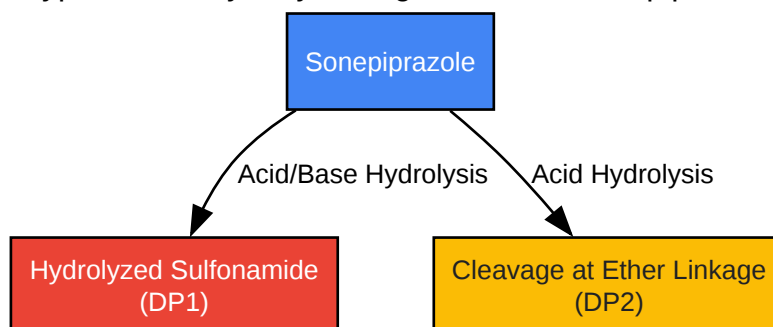 Sonepiprazole
Acid/Base Hydrolysis
Acid Hydrolysis
Hydrolyzed Sulfonamide
(DP1)
Cleavage at Ether Linkage
(DP2)